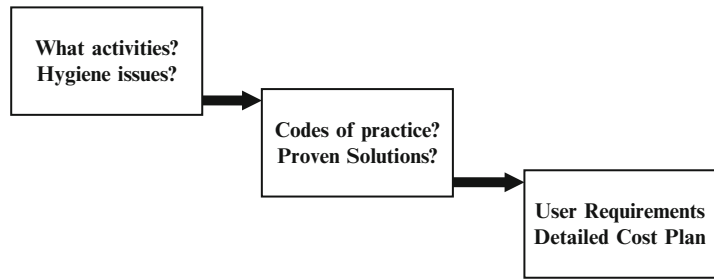 What activities?
Hygiene issues?
Codes of practice?
Proven Solutions?
User Requirements
Detailed Cost Plan